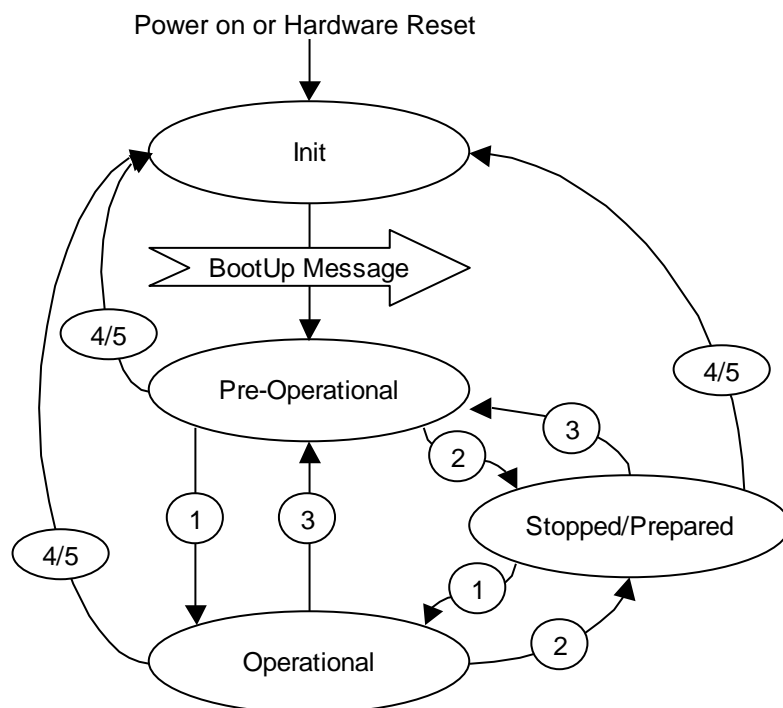 Power on or Hardware Reset
Init
BootUp Message
4/5
4/5
Pre-Operational
3
2
1
3
Stopped/Prepared
4/5
1
Operational
2